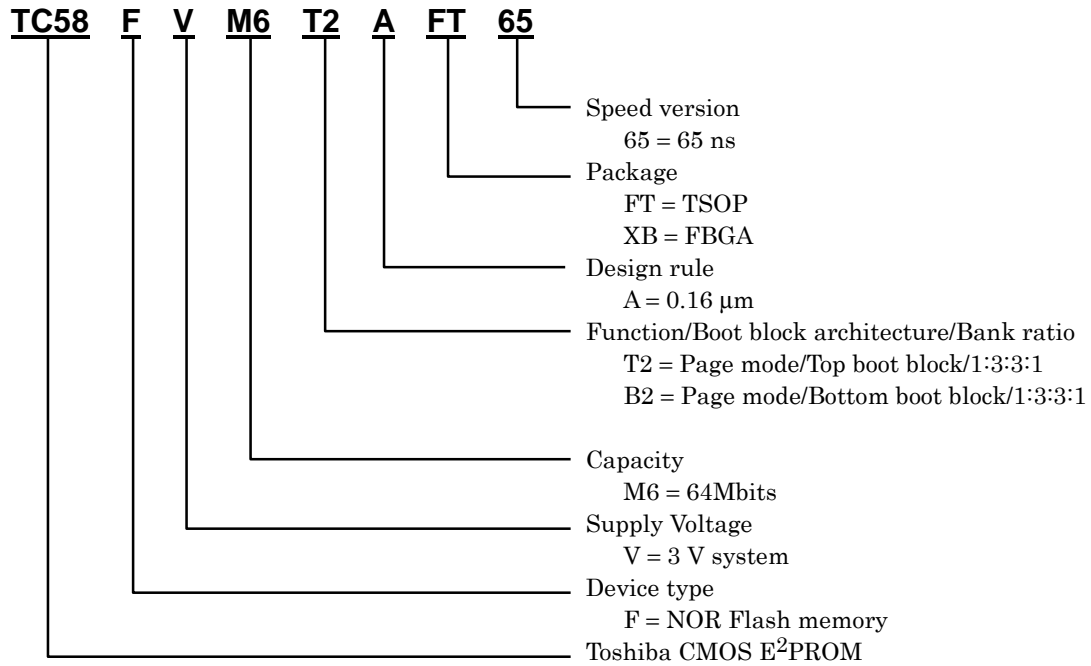 TC58 F V M6 T2 A FT 65
Speed version
65 = 65 ns
Package
FT = TSOP
XB = FBGA
Design rule
A = 0.16 μm
Function/Boot block architecture/Bank ratio
T2 = Page mode/Top boot block/1:3:3:1
B2 = Page mode/Bottom boot block/1:3:3:1
Capacity
M6 = 64Mbits
Supply Voltage
V = 3 V system
Device type
F = NOR Flash memory
Toshiba CMOS E²PROM